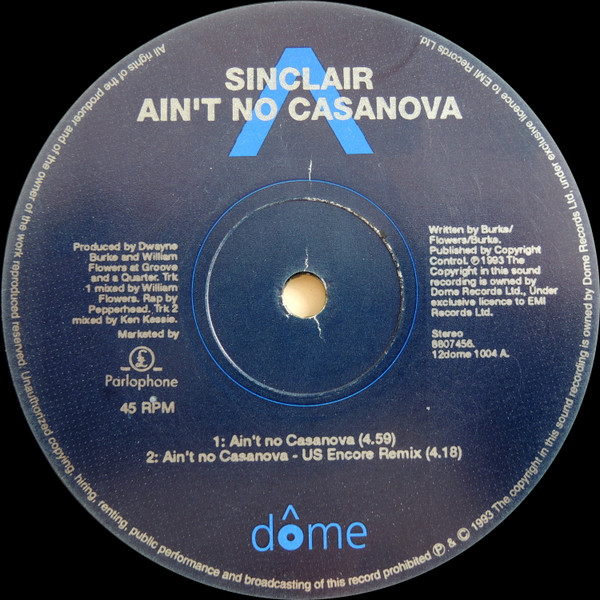 SINCLAIR
AIN'T NO CASANOVA
Produced by Dwayne
Burke and William
Flowers at Groove
and a Quarter. Trk
1 mixed by William
Flowers. Rap by
Pepperhead. Trk 2
mixed by Ken Kessie.
Marketed by
Parlophone
45 RPM
Written by Burke/
Flowers/Burke.
Published by Copyright
Control. ℗ 1993 The
Copyright in this sound
recording is owned by
Dome Records Ltd., Under
exclusive licence to EMI
Records Ltd.
Stereo
8807456.
12dome 1004 A.
1: Ain't no Casanova (4.59)
2: Ain't no Casanova - US Encore Remix (4.18)
dôme
All rights of the producer and of the owner of the work reproduced reserved. Unauthorized copying, hiring, renting, public performance and broadcasting of this record prohibited ℗ & © 1993 The copyright in this sound recording is owned by Dome Records Ltd. under exclusive licence to EMI Records Ltd